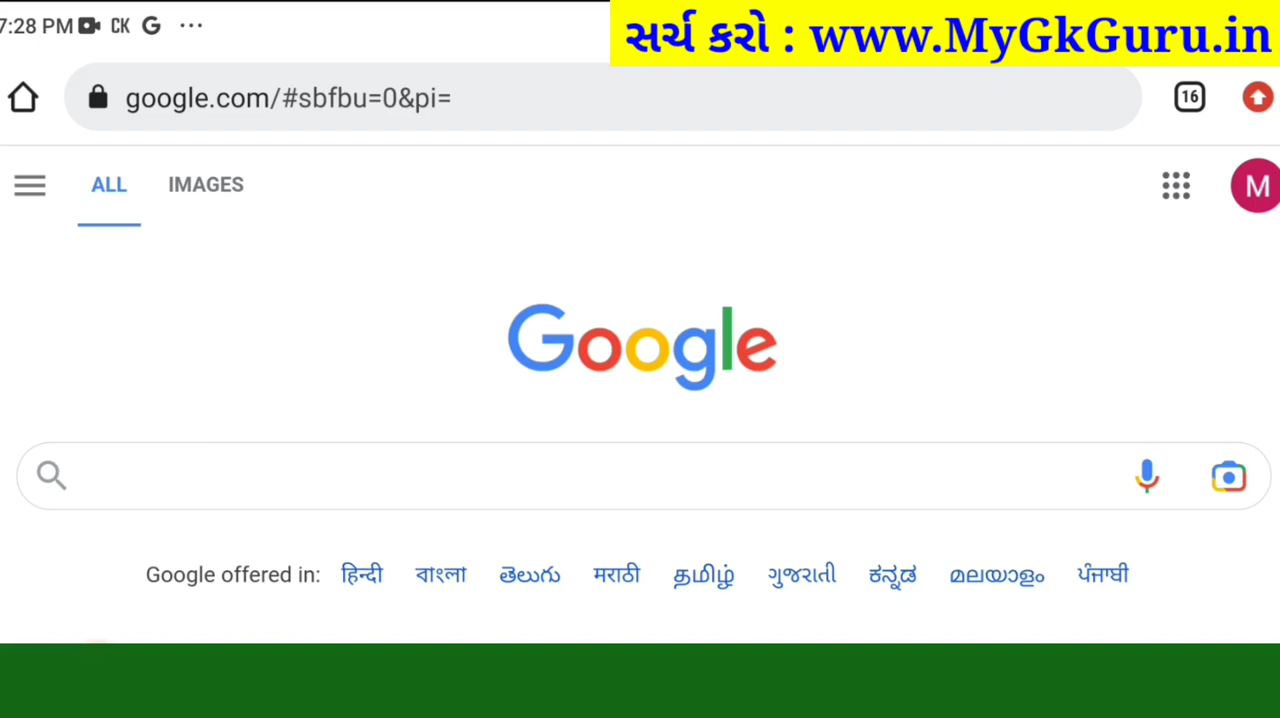 7:28 PM CK G ...
સર્ચ કરો : www.MyGkGuru.in
google.com/#sbfbu=0&pi=
16
ALL IMAGES
M
Google
Google offered in: हिन्दी বাংলা తెలుగు मराठी தமிழ் ગુજરાતી ಕನ್ನಡ മലയാളം ਪੰਜਾਬੀ